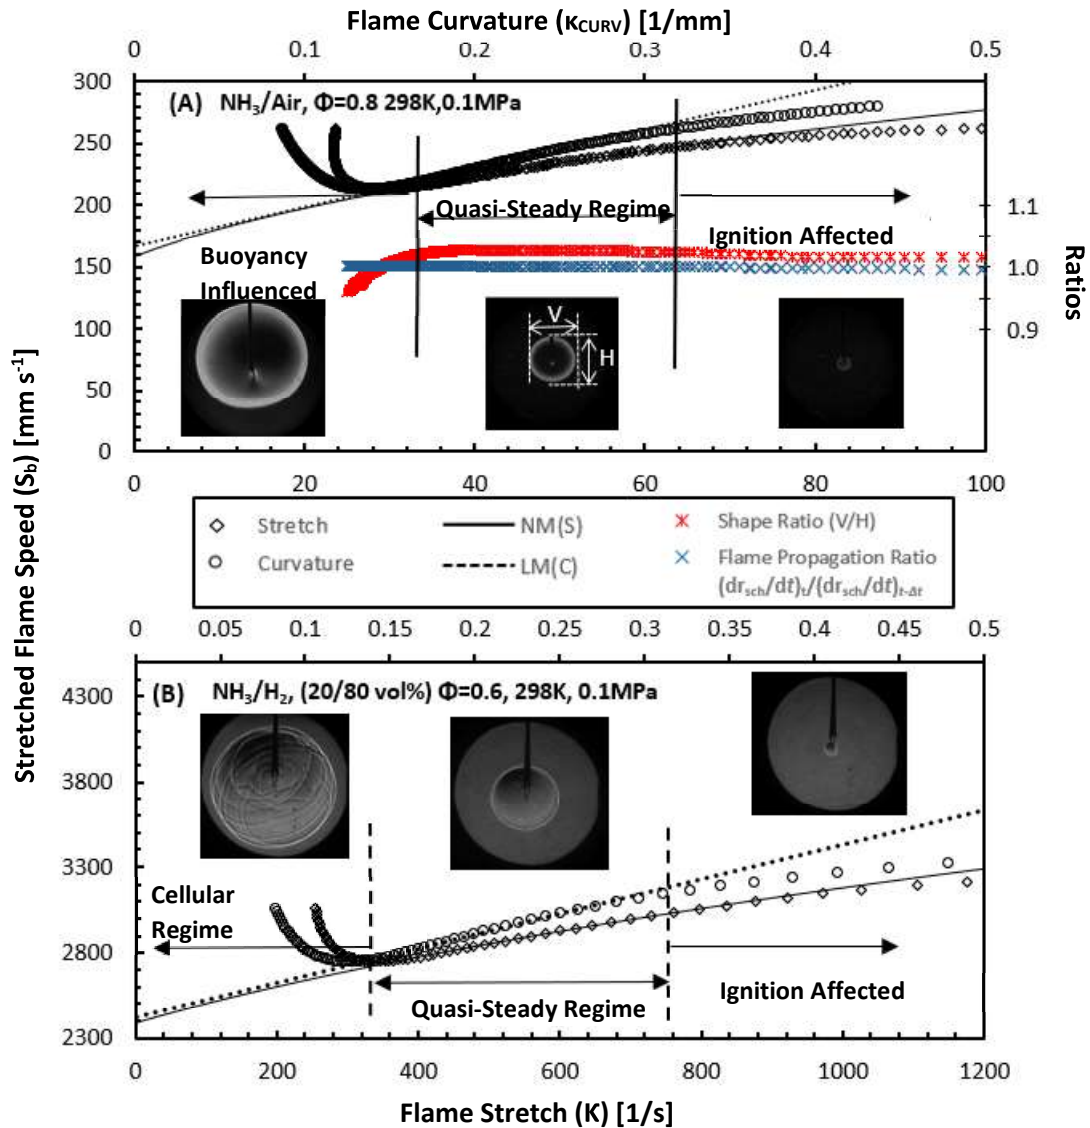 Flame Curvature (κCURV) [1/mm]
0 0.1 0.2 0.3 0.4 0.5
300
(A) NH₃/Air, Φ=0.8 298K,0.1MPa
250
200
Quasi-Steady Regime
1.1
Ignition Affected
Buoyancy
Influenced
150
1.0
Ratios
V
H
100
0.9
50
0
0 20 40 60 80 100
Stretched Flame Speed (Sb) [mm s⁻¹]
Stretch
NM(S)
Shape Ratio (V/H)
Curvature
LM(C)
Flame Propagation Ratio
(drsch/dt)t/(drsch/dt)t-Δt
0 0.05 0.1 0.15 0.2 0.25 0.3 0.35 0.4 0.45 0.5
4300
(B) NH₃/H₂, (20/80 vol%) Φ=0.6, 298K, 0.1MPa
3800
3300
Cellular
Regime
2800
Quasi-Steady Regime
Ignition Affected
2300
0 200 400 600 800 1000 1200
Flame Stretch (K) [1/s]